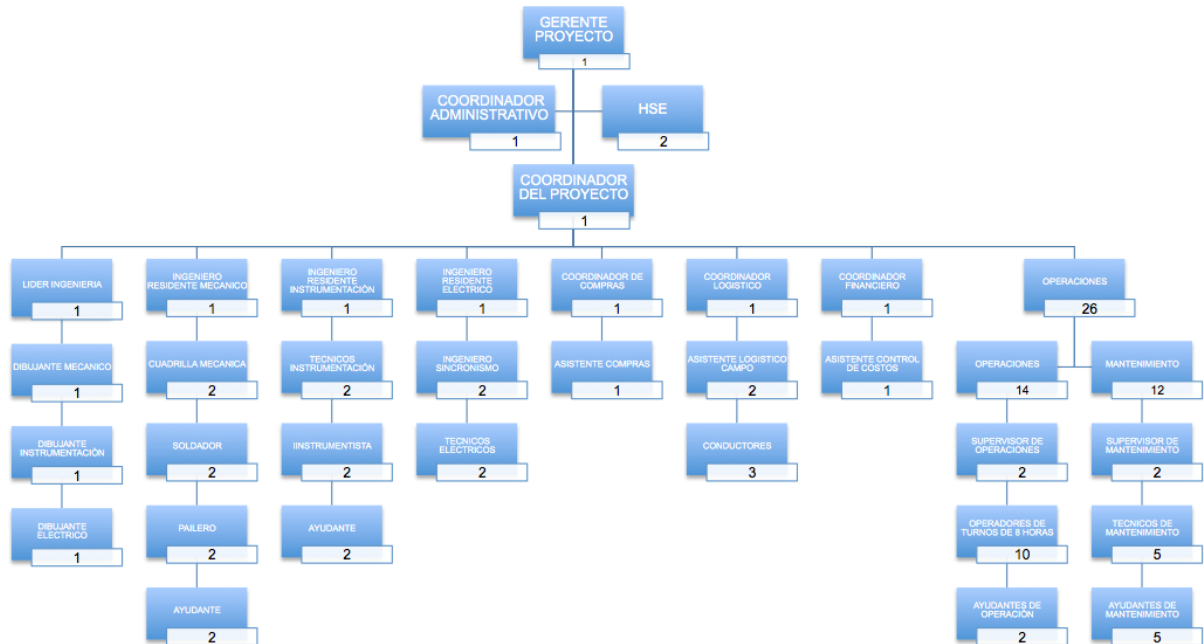 GERENTE
PROYECTO
1
COORDINADOR
ADMINISTRATIVO
1
HSE
2
COORDINADOR
DEL PROYECTO
1
LIDER INGENIERIA
1
INGENIERO
RESIDENTE MECANICO
1
INGENIERO
RESIDENTE
INSTRUMENTACIÓN
1
INGENIERO
RESIDENTE
ELECTRICO
1
COORDINADOR DE
COMPRAS
1
COORDINADOR
LOGISTICO
1
COORDINADOR
FINANCIERO
1
OPERACIONES
26
DIBUJANTE MECANICO
1
CUADRILLA MECANICA
2
TECNICOS
INSTRUMENTACIÓN
2
INGENIERO
SINCRONISMO
2
ASISTENTE COMPRAS
1
ASISTENTE LOGISTICO
CAMPO
2
ASISTENTE CONTROL
DE COSTOS
1
OPERACIONES
14
MANTENIMIENTO
12
DIBUJANTE
INSTRUMENTACIÓN
1
SOLDADOR
2
IINSTRUMENTISTA
2
TECNICOS
ELECTRICOS
2
CONDUCTORES
3
SUPERVISOR DE
OPERACIONES
2
SUPERVISOR DE
MANTENIMIENTO
2
DIBUJANTE
ELECTRICO
1
PAILERO
2
AYUDANTE
2
OPERADORES DE
TURNOS DE 8 HORAS
10
TECNICOS DE
MANTENIMIENTO
5
AYUDANTE
2
AYUDANTES DE
OPERACIÓN
2
AYUDANTES DE
MANTENIMIENTO
5